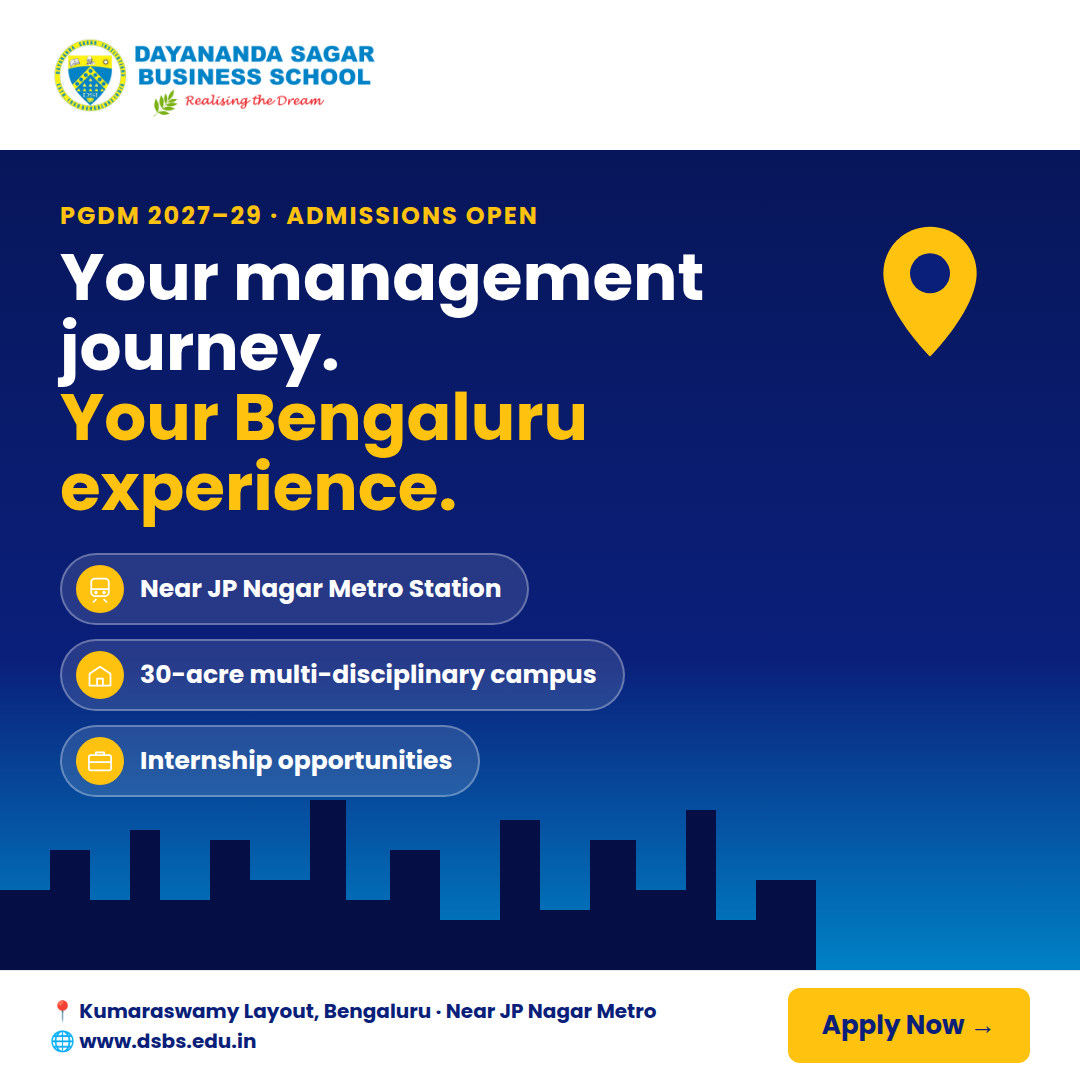 DAYANANDA SAGAR
BUSINESS SCHOOL
Realising the Dream
PGDM 2027–29 · ADMISSIONS OPEN
Your management
journey.
Your Bengaluru
experience.
Near JP Nagar Metro Station
30-acre multi-disciplinary campus
Internship opportunities
📍 Kumaraswamy Layout, Bengaluru · Near JP Nagar Metro
🌐 www.dsbs.edu.in
Apply Now →